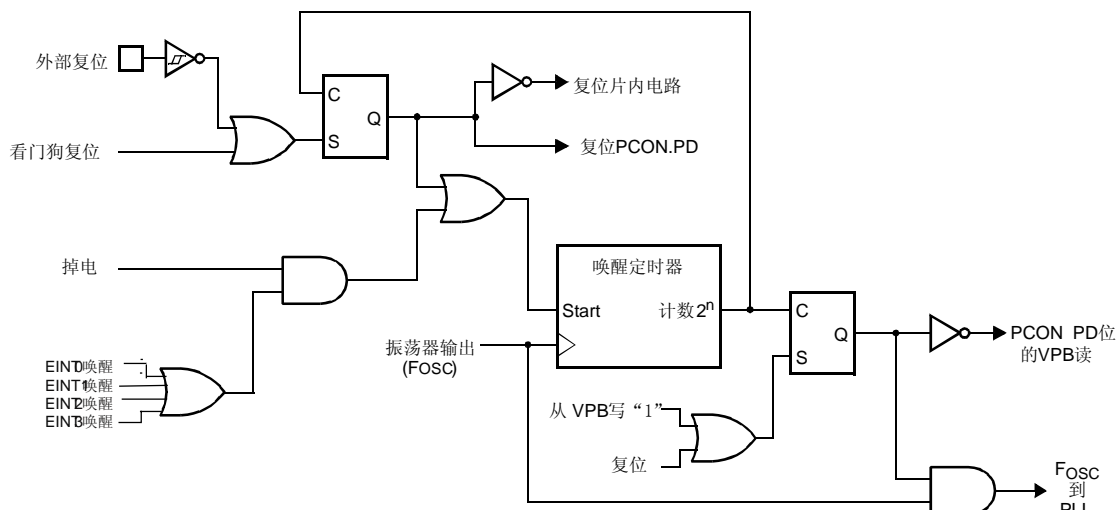 外部复位
看门狗复位
C
Q
S
复位片内电路
复位PCON.PD
掉电
EINT0唤醒
EINT1唤醒
EINT2唤醒
EINT3唤醒
唤醒定时器
Start
计数2ⁿ
振荡器输出
(FOSC)
从 VPB写“1”
复位
C
Q
S
PCON PD位
的VPB读
FOSC
到
PLL